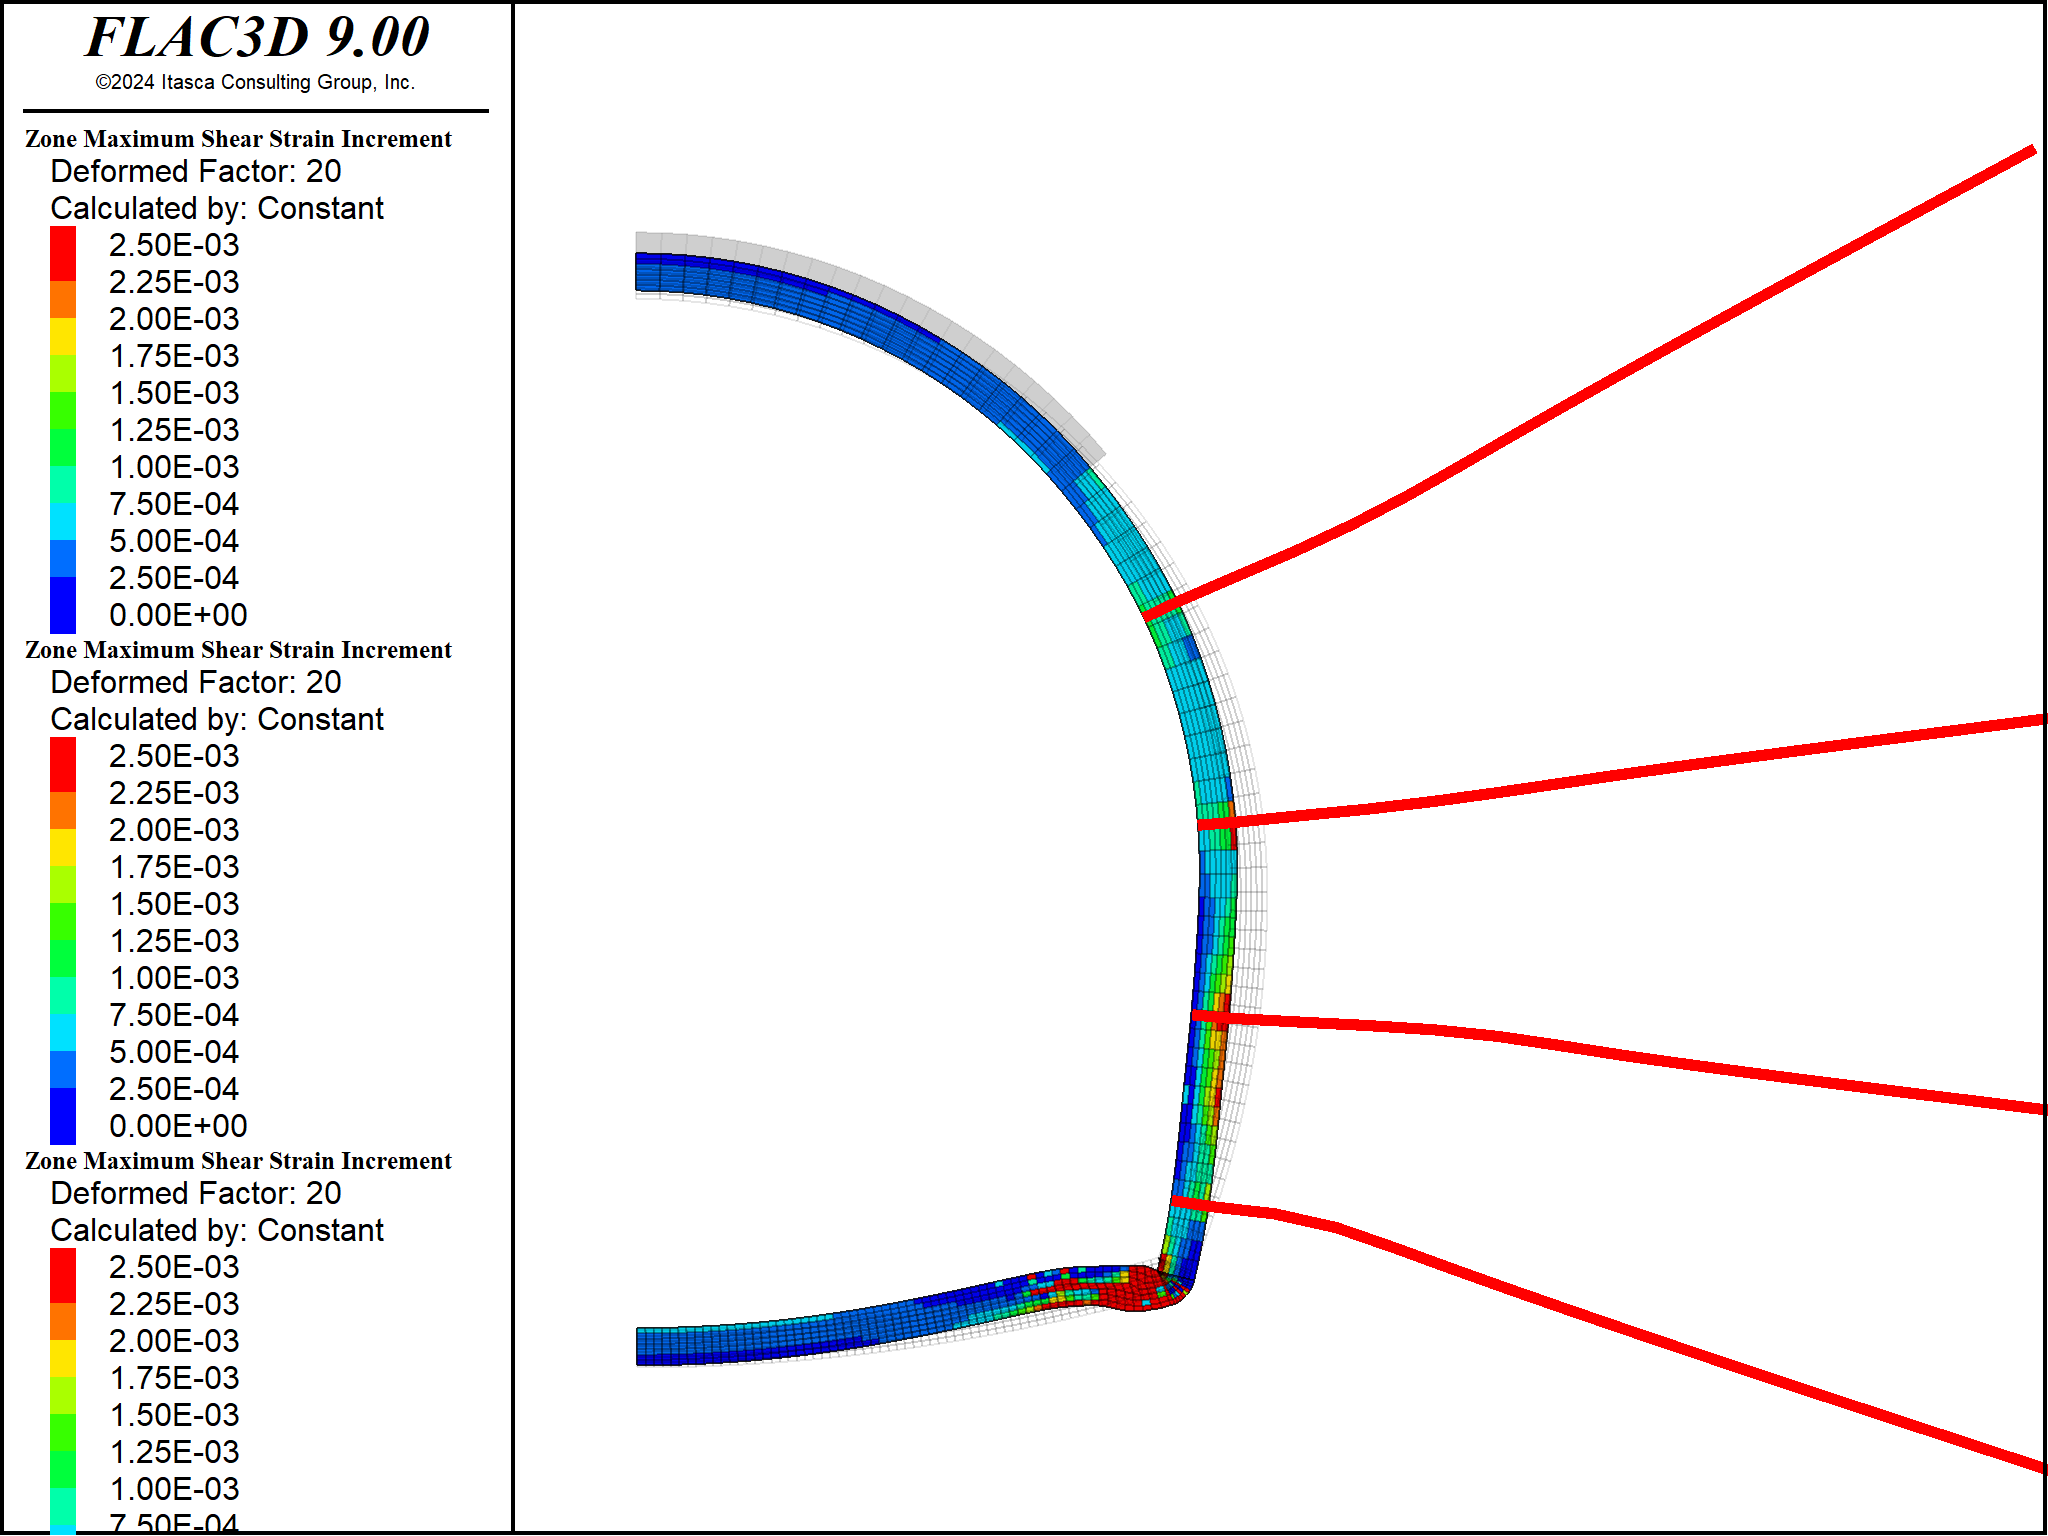 FLAC3D 9.00
©2024 Itasca Consulting Group, Inc.
Zone Maximum Shear Strain Increment
Deformed Factor: 20
Calculated by: Constant
2.50E-03
2.25E-03
2.00E-03
1.75E-03
1.50E-03
1.25E-03
1.00E-03
7.50E-04
5.00E-04
2.50E-04
0.00E+00
Zone Maximum Shear Strain Increment
Deformed Factor: 20
Calculated by: Constant
2.50E-03
2.25E-03
2.00E-03
1.75E-03
1.50E-03
1.25E-03
1.00E-03
7.50E-04
5.00E-04
2.50E-04
0.00E+00
Zone Maximum Shear Strain Increment
Deformed Factor: 20
Calculated by: Constant
2.50E-03
2.25E-03
2.00E-03
1.75E-03
1.50E-03
1.25E-03
1.00E-03
7.50E-04